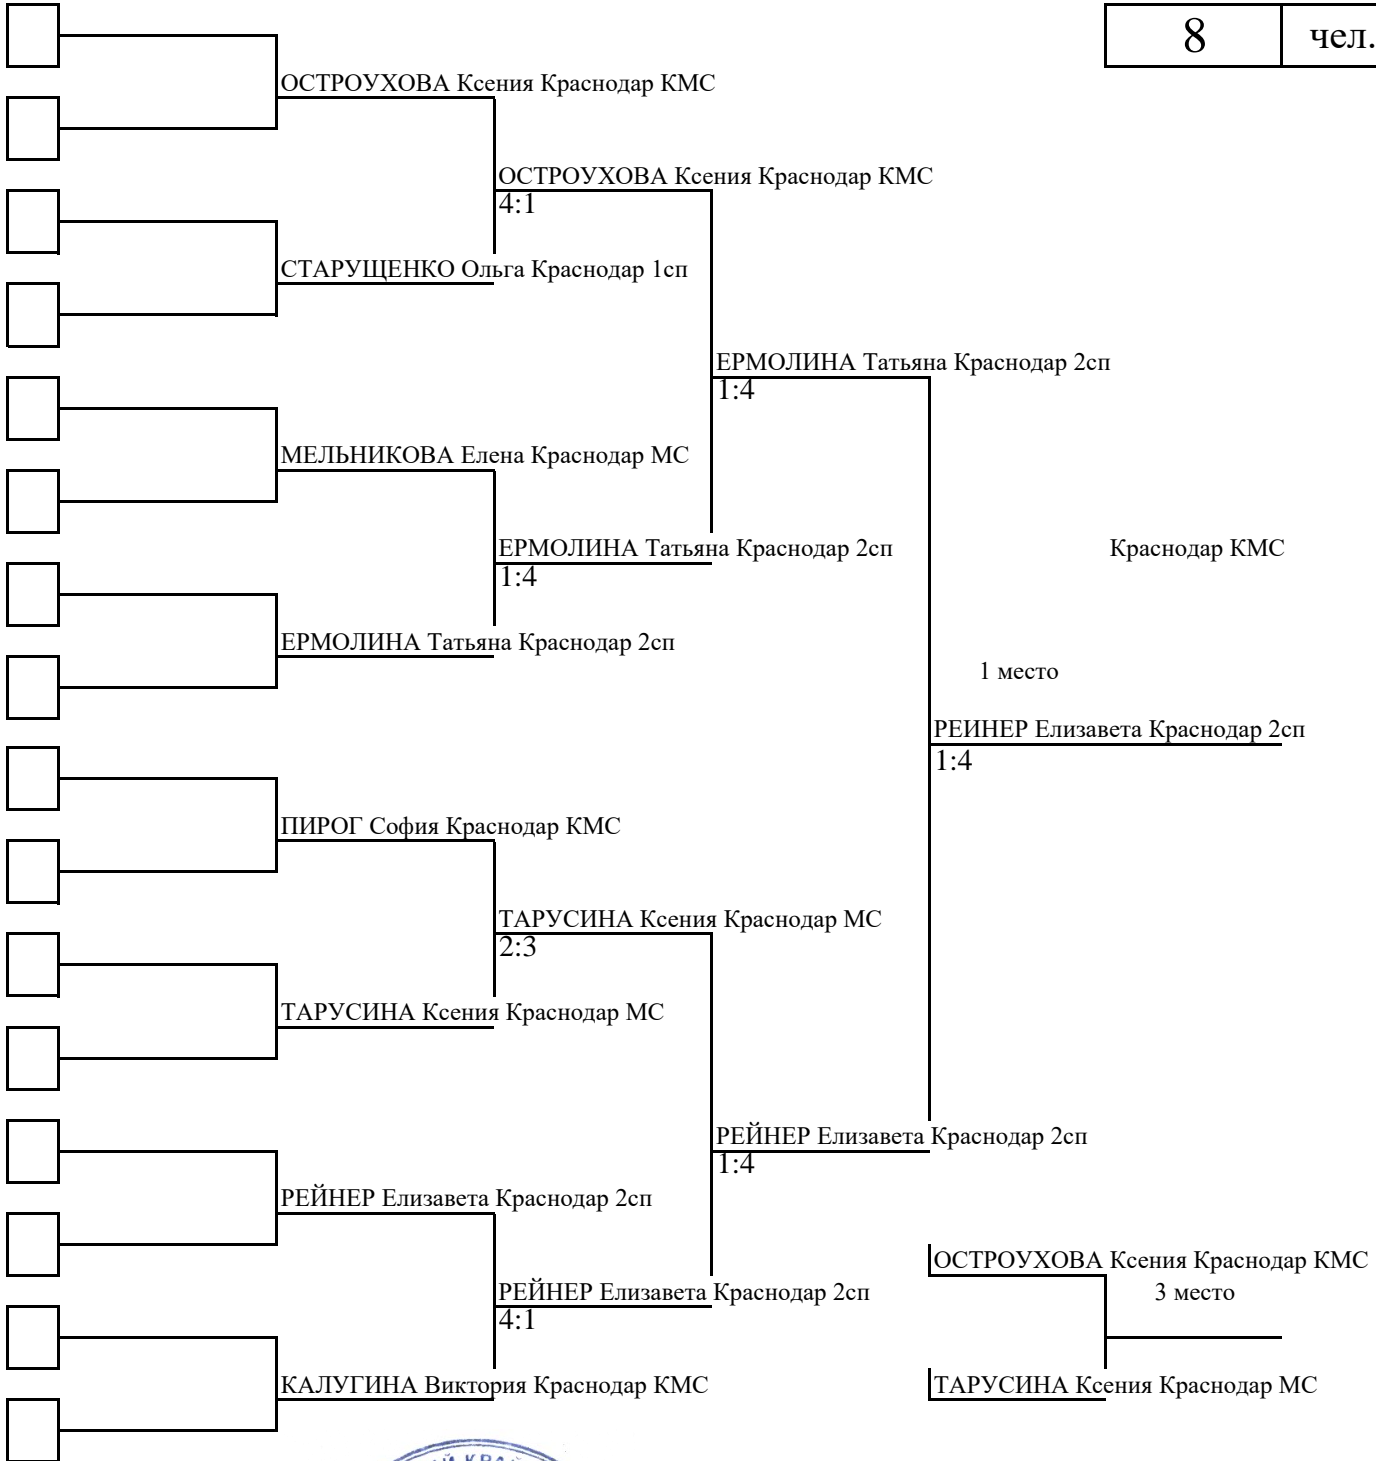 8 чел.
ОСТРОУХОВА Ксения Краснодар КМС
ОСТРОУХОВА Ксения Краснодар КМС
4:1
СТАРУЩЕНКО Ольга Краснодар 1сп
ЕРМОЛИНА Татьяна Краснодар 2сп
1:4
МЕЛЬНИКОВА Елена Краснодар МС
ЕРМОЛИНА Татьяна Краснодар 2сп
Краснодар КМС
1:4
ЕРМОЛИНА Татьяна Краснодар 2сп
1 место
РЕЙНЕР Елизавета Краснодар 2сп
1:4
ПИРОГ София Краснодар КМС
ТАРУСИНА Ксения Краснодар МС
2:3
ТАРУСИНА Ксения Краснодар МС
РЕЙНЕР Елизавета Краснодар 2сп
1:4
РЕЙНЕР Елизавета Краснодар 2сп
ОСТРОУХОВА Ксения Краснодар КМС
РЕЙНЕР Елизавета Краснодар 2сп
3 место
4:1
КАЛУГИНА Виктория Краснодар КМС
ТАРУСИНА Ксения Краснодар МС